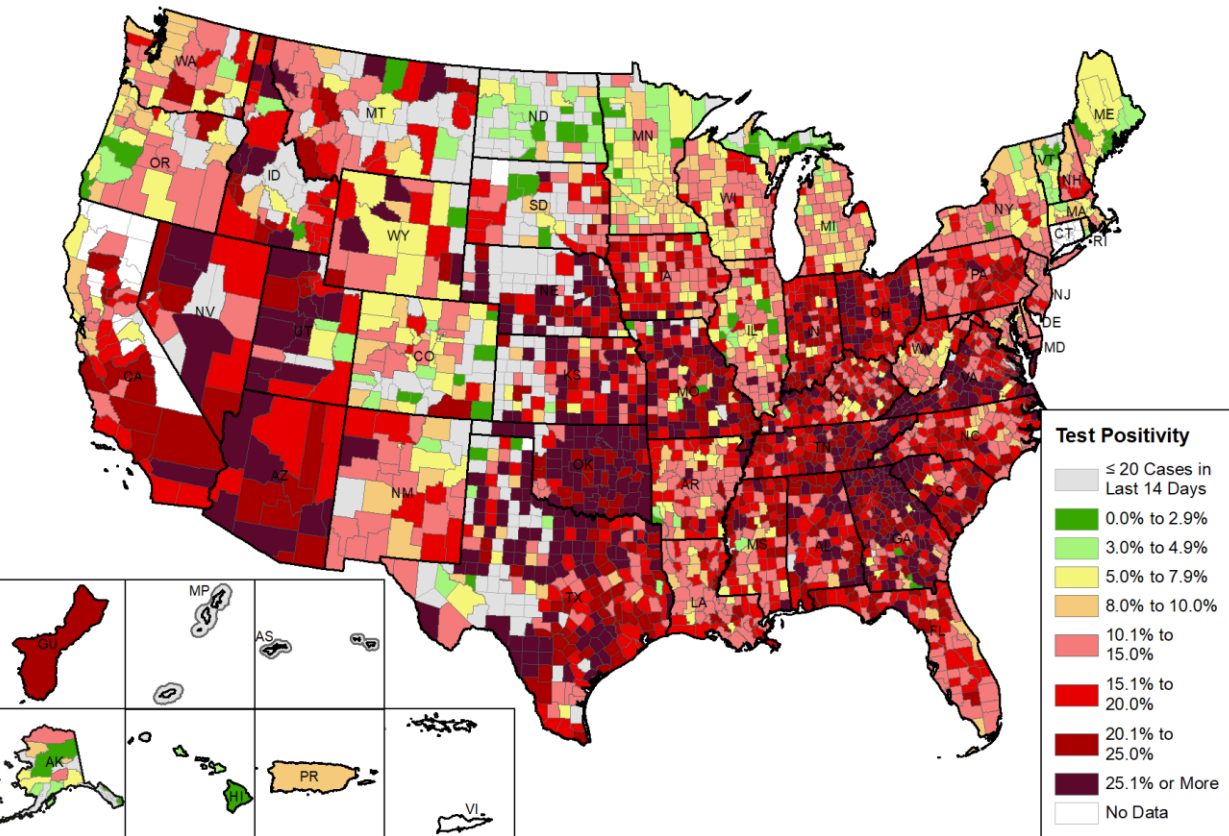 WA
MT
ND
MN
ME
OR
ID
SD
WI
VT
NH
WY
MI
NY
MA
CT
RI
NV
UT
CO
NE
IA
IL
IN
OH
PA
NJ
DE
MD
WV
VA
CA
KS
MO
KY
AZ
NM
OK
AR
TN
NC
SC
TX
LA
MS
AL
GA
FL
GU
MP
AS
AK
HI
PR
VI
Test Positivity
≤ 20 Cases in
Last 14 Days
0.0% to 2.9%
3.0% to 4.9%
5.0% to 7.9%
8.0% to 10.0%
10.1% to
15.0%
15.1% to
20.0%
20.1% to
25.0%
25.1% or More
No Data